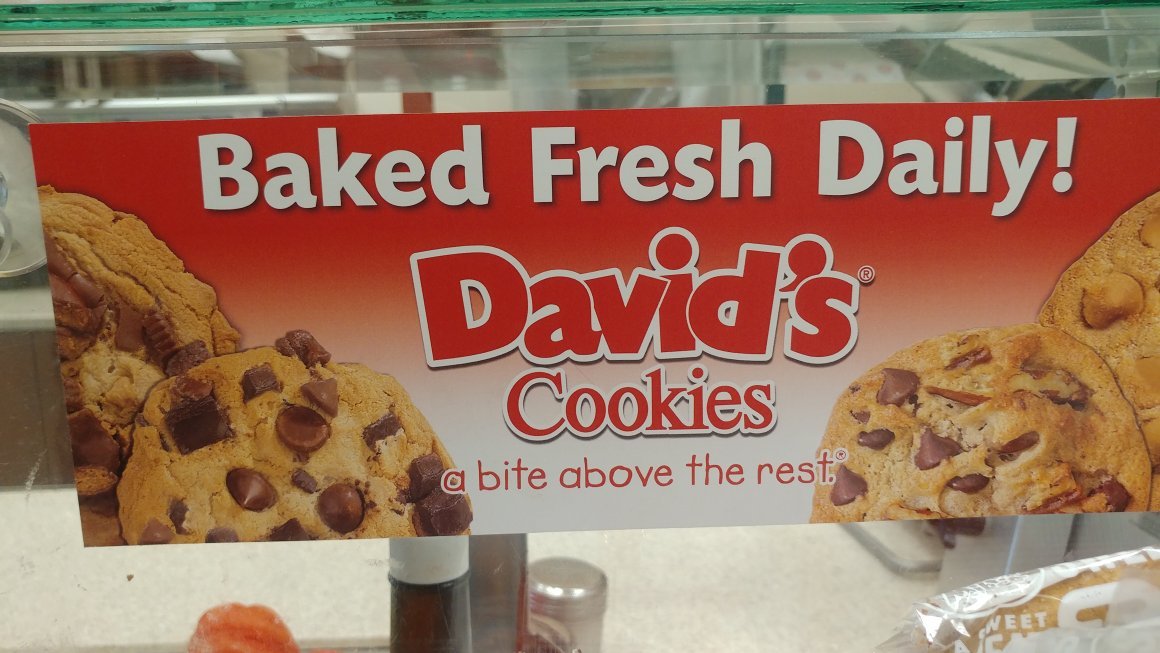 Baked Fresh Daily!
David's®
Cookies
a bite above the rest.®